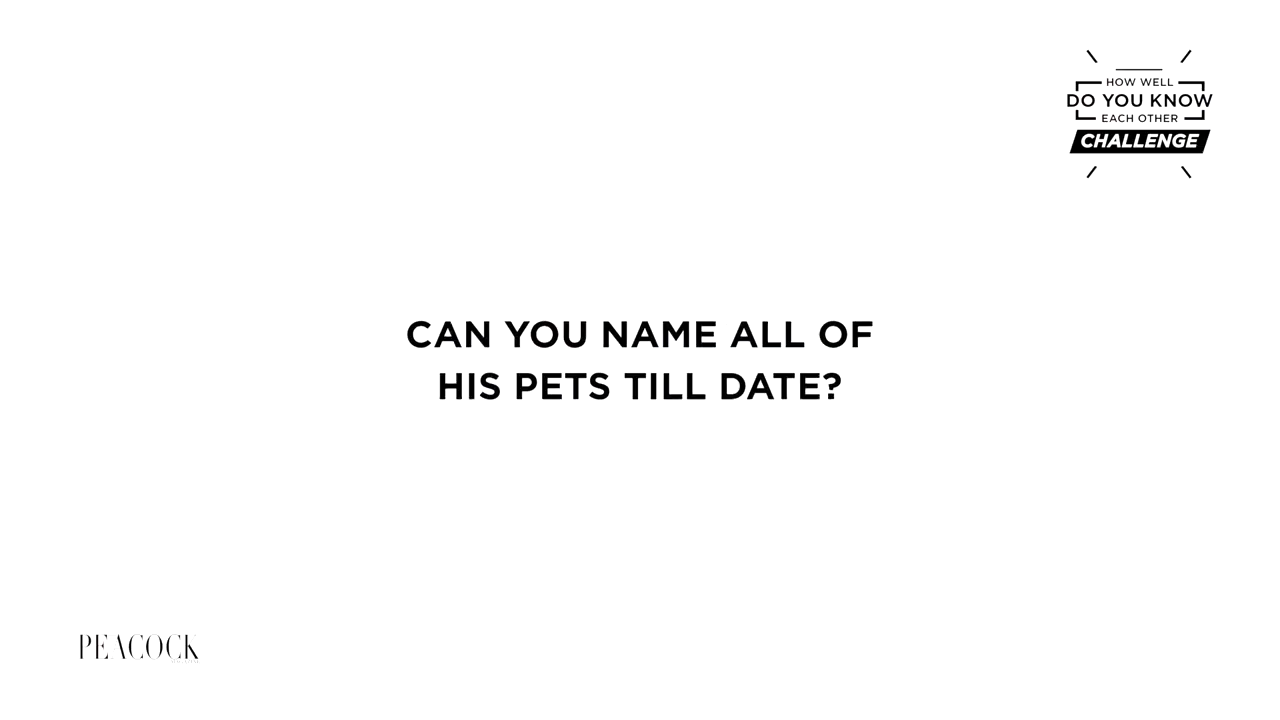 HOW WELL
DO YOU KNOW
EACH OTHER
CHALLENGE
CAN YOU NAME ALL OF
HIS PETS TILL DATE?
PEACOCK